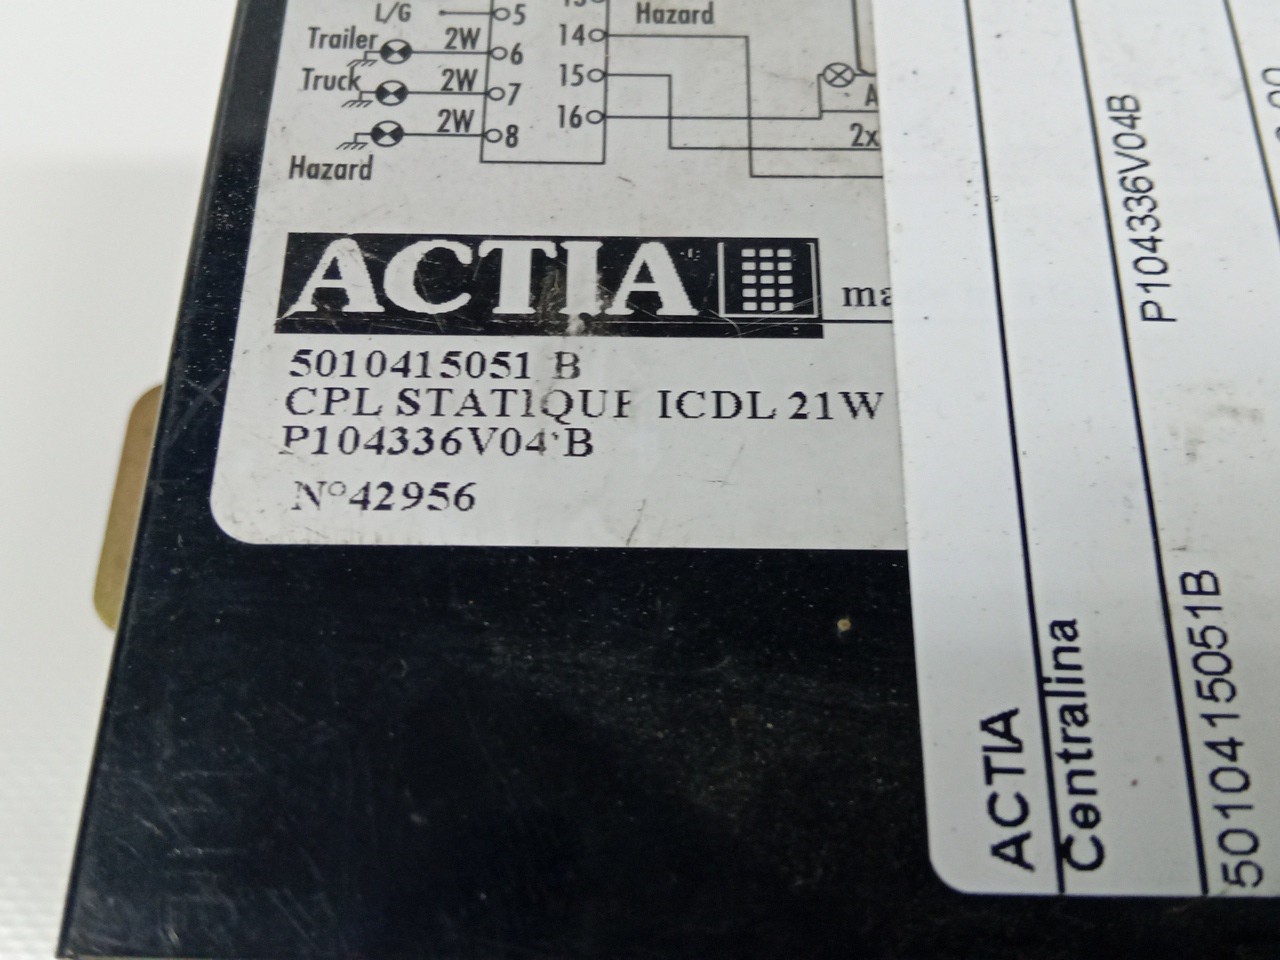 L/G
5
Hazard
Trailer
2W
6
14
Truck
2W
7
15
2W
8
16
2x
Hazard
ACTIA
5010415051 B
CPL STATIQUE ICDL 21W
P104336V04 B
N°42956
ACTIA
Centralina
P104336V04B
5010415051B